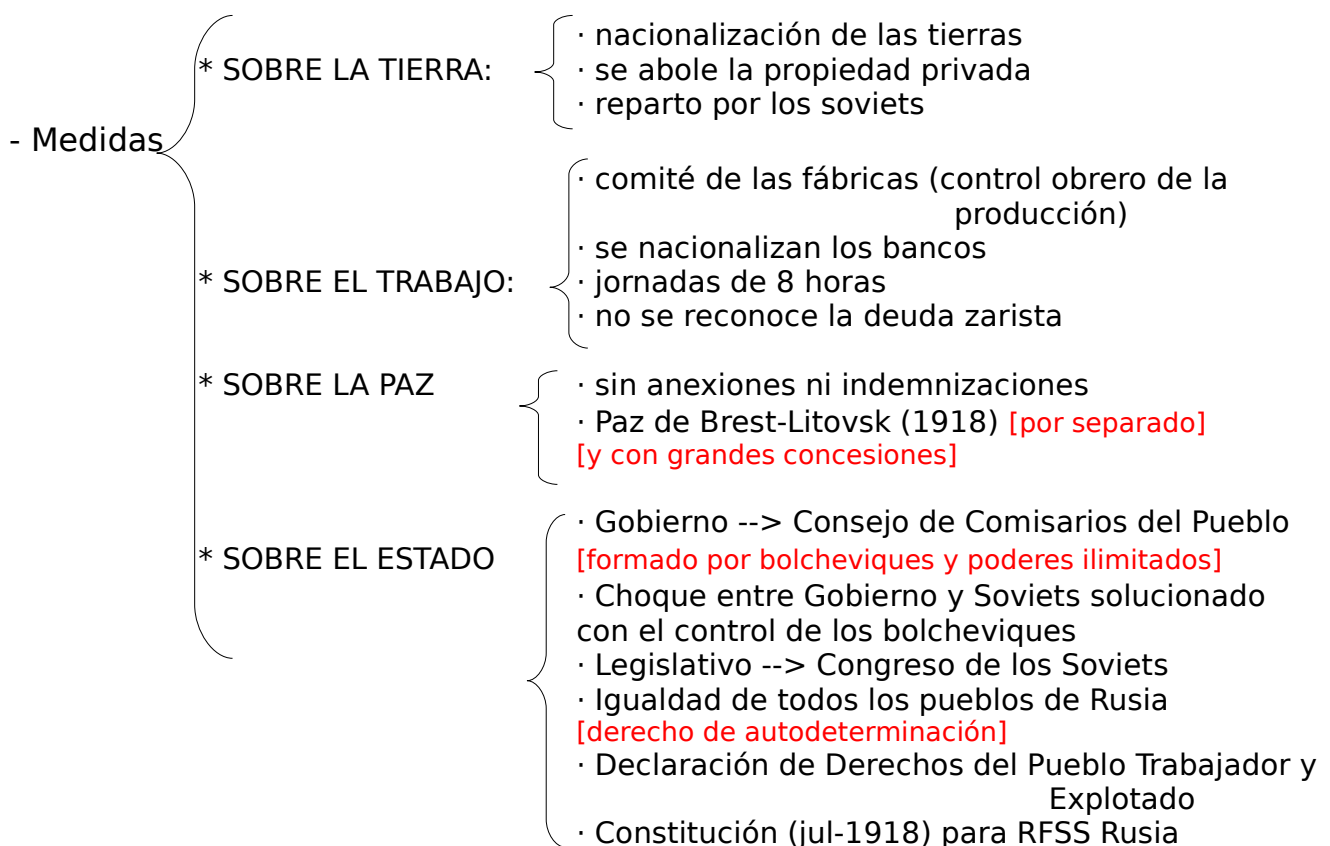 - Medidas
* SOBRE LA TIERRA:
· nacionalización de las tierras
· se abole la propiedad privada
· reparto por los soviets
* SOBRE EL TRABAJO:
· comité de las fábricas (control obrero de la
producción)
· se nacionalizan los bancos
· jornadas de 8 horas
· no se reconoce la deuda zarista
* SOBRE LA PAZ
· sin anexiones ni indemnizaciones
· Paz de Brest-Litovsk (1918) [por separado]
[y con grandes concesiones]
* SOBRE EL ESTADO
· Gobierno --> Consejo de Comisarios del Pueblo
[formado por bolcheviques y poderes ilimitados]
· Choque entre Gobierno y Soviets solucionado
con el control de los bolcheviques
· Legislativo --> Congreso de los Soviets
· Igualdad de todos los pueblos de Rusia
[derecho de autodeterminación]
· Declaración de Derechos del Pueblo Trabajador y
Explotado
· Constitución (jul-1918) para RFSS Rusia